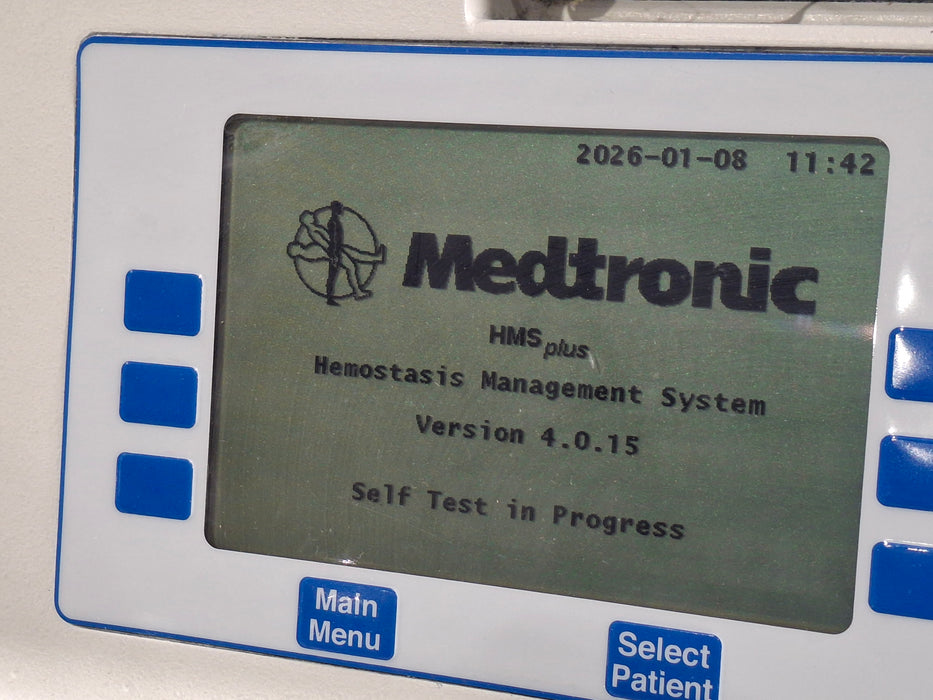 2026-01-08 11:42
Medtronic
HMS plus
Hemostasis Management System
Version 4.0.15
Self Test in Progress
Main
Menu
Select
Patient